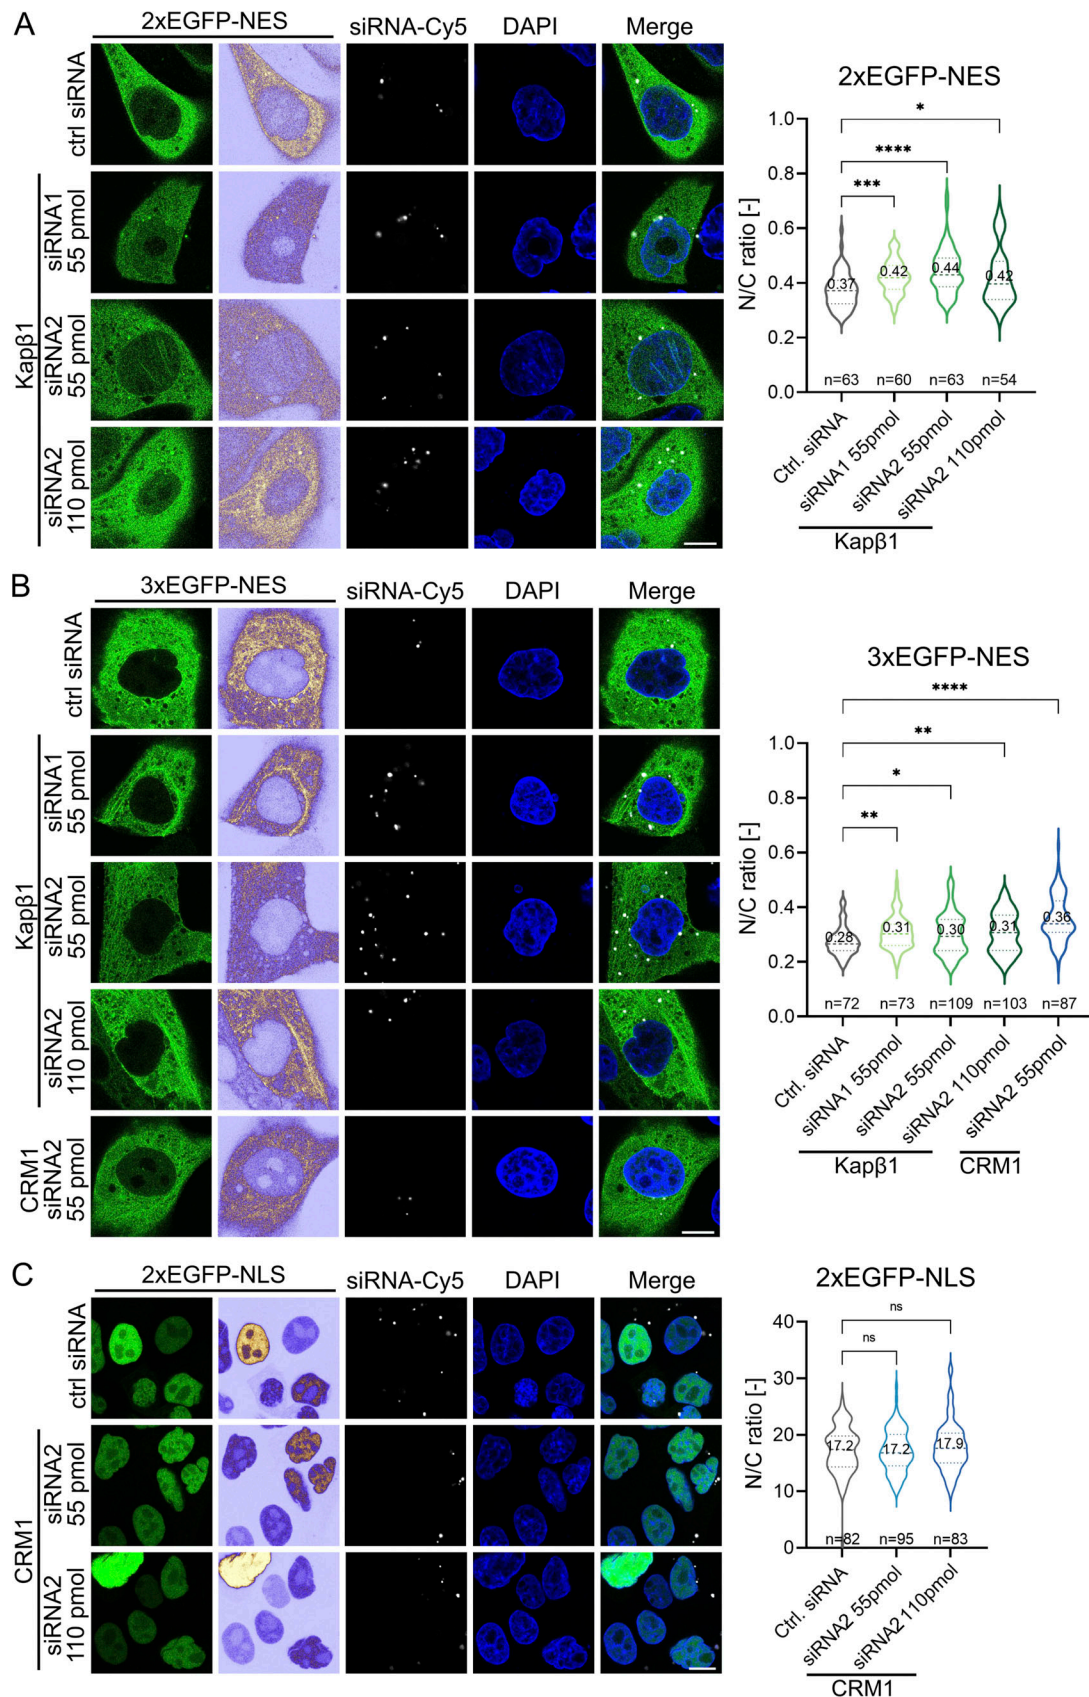 A
2xEGFP-NES
siRNA-Cy5
DAPI
Merge
ctrl siRNA
Kapβ1
siRNA1
55 pmol
siRNA2
55 pmol
siRNA2
110 pmol
2xEGFP-NES
N/C ratio [-]
1.0
0.8
0.6
0.4
0.2
0.0
*
****
***
0.37
0.42
0.44
0.42
n=63
n=60
n=63
n=54
Ctrl. siRNA
siRNA1 55pmol
siRNA2 55pmol
siRNA2 110pmol
Kapβ1
B
3xEGFP-NES
siRNA-Cy5
DAPI
Merge
ctrl siRNA
Kapβ1
siRNA1
55 pmol
siRNA2
55 pmol
siRNA2
110 pmol
CRM1
siRNA2
55 pmol
3xEGFP-NES
N/C ratio [-]
1.0
0.8
0.6
0.4
0.2
0.0
****
**
*
**
0.28
0.31
0.30
0.31
0.36
n=72
n=73
n=109
n=103
n=87
Ctrl. siRNA
siRNA1 55pmol
siRNA2 55pmol
siRNA2 110pmol
siRNA2 55pmol
Kapβ1
CRM1
C
2xEGFP-NLS
siRNA-Cy5
DAPI
Merge
ctrl siRNA
CRM1
siRNA2
55 pmol
siRNA2
110 pmol
2xEGFP-NLS
N/C ratio [-]
40
30
20
10
0
ns
ns
17.2
17.2
17.9
n=82
n=95
n=83
Ctrl. siRNA
siRNA2 55pmol
siRNA2 110pmol
CRM1